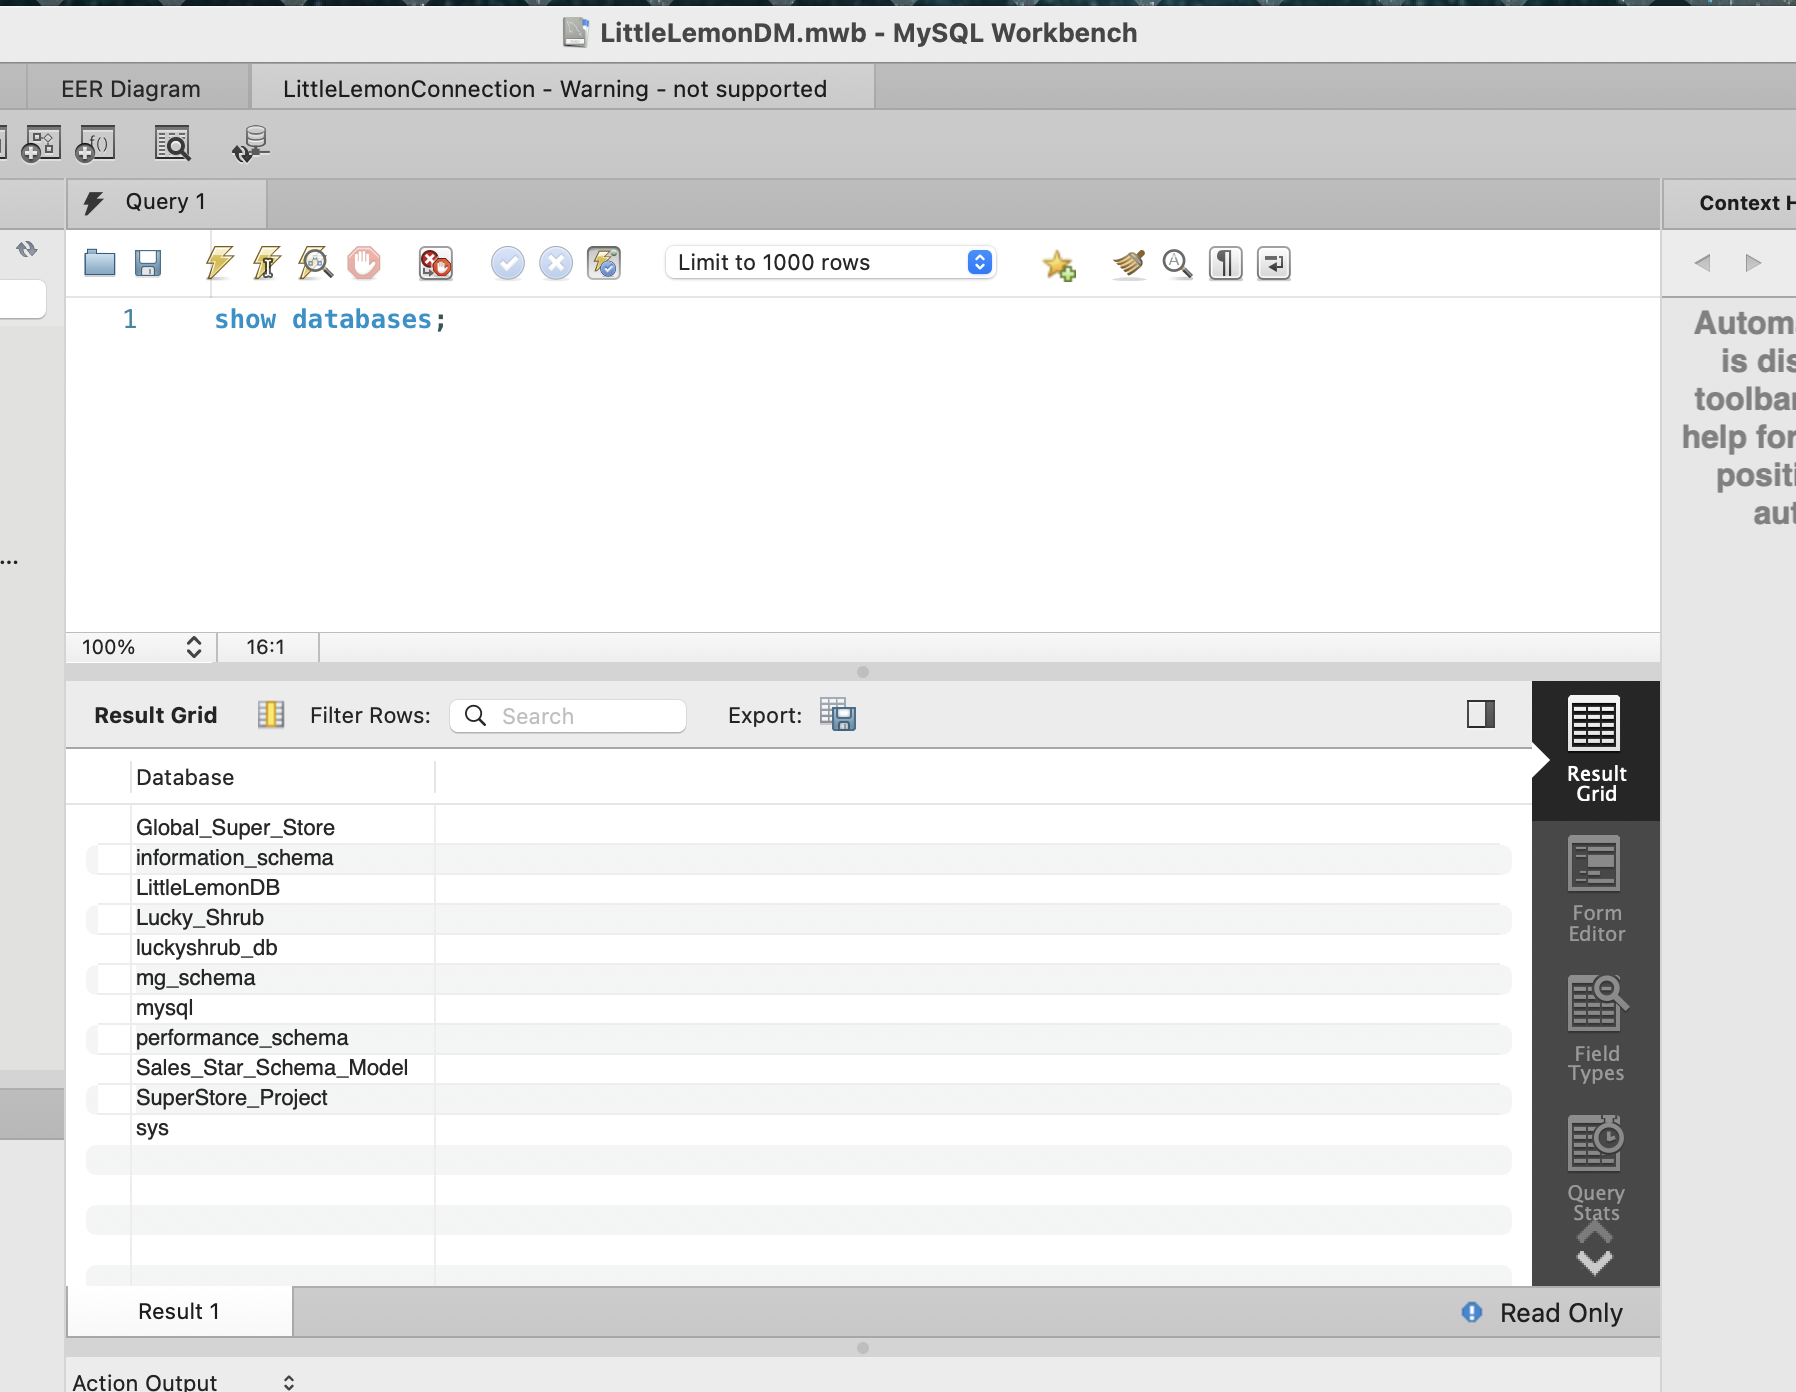 LittleLemonDM.mwb - MySQL Workbench
EER Diagram
LittleLemonConnection - Warning - not supported
Query 1
Context H
Limit to 1000 rows
1 show databases;
Autom
is dis
toolbar
help for
positi
aut
...
100%
16:1
Result Grid
Filter Rows:
Search
Export:
Database
Global_Super_Store
information_schema
LittleLemonDB
Lucky_Shrub
luckyshrub_db
mg_schema
mysql
performance_schema
Sales_Star_Schema_Model
SuperStore_Project
sys
Result
Grid
Form
Editor
Field
Types
Query
Stats
Result 1
Read Only
Action Output